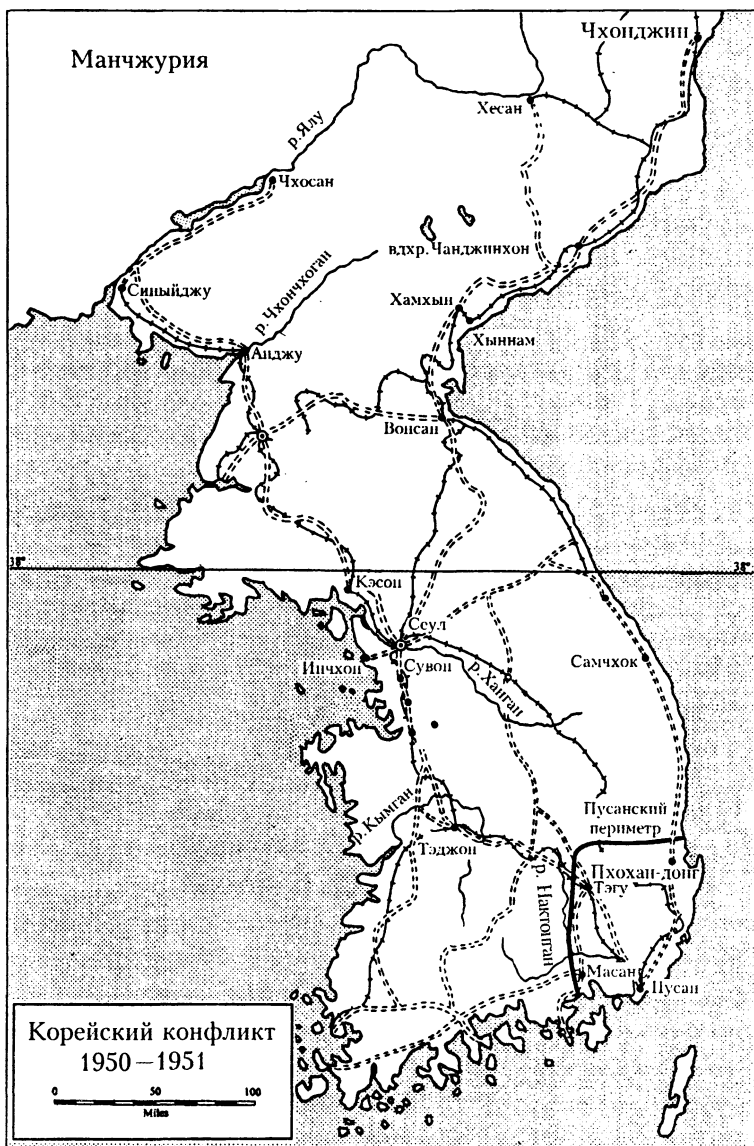 Чхонджин
Манчжурия
Хесан
р.Ялу
Чхосан
вдхр.Чанджинхон
р.Чхончхоган
Синыйджу
Хамхын
Хыннам
Анджу
Вонсан
38°
38°
Кэсон
Сеул
Инчхон
Сувон
р.Ханган
Самчхок
р.Кымган
Пусанский
периметр
Тэджон
Пхохан-донг
Тэгу
р. Нактонган
Масан
Пусан
Корейский конфликт
1950—1951
0 50 100
Miles